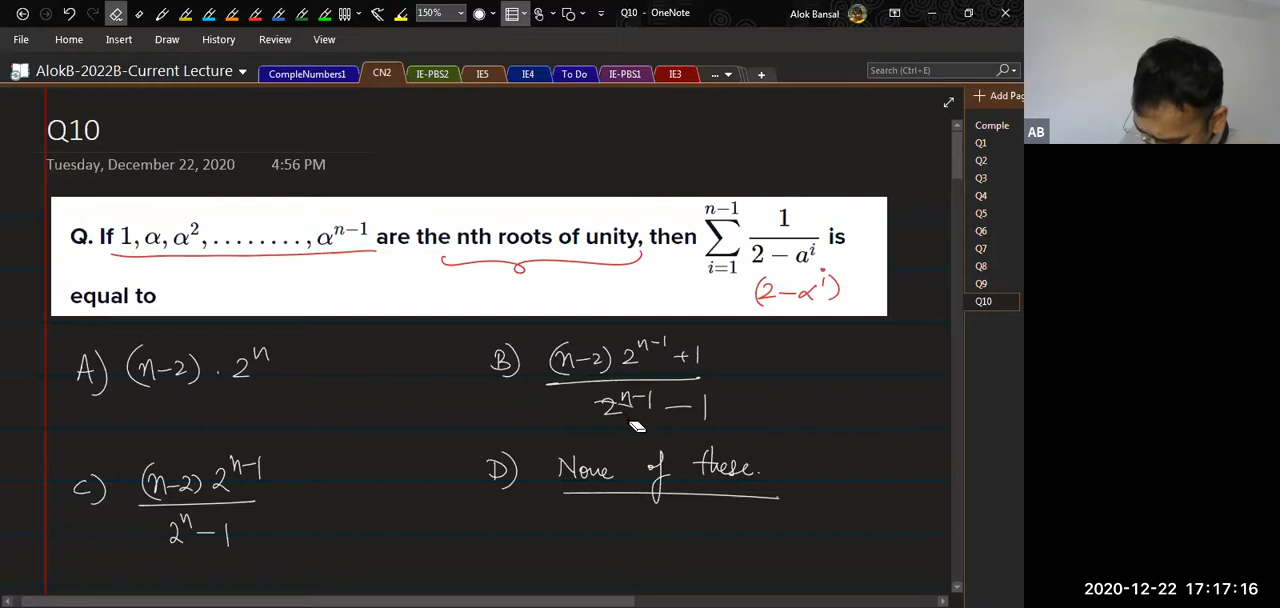 150%
Q10 - OneNote
Alok Bansal
File Home Insert Draw History Review View
AlokB-2022B-Current Lecture
CompleNumbers1 CN2 IE-PBS2 IE5 IE4 To Do IE-PBS1 IE3 ...
Search (Ctrl+E)
Add Pag
AB
Q10
Tuesday, December 22, 2020 4:56 PM
Comple
Q1
Q2
Q3
Q4
Q5
Q6
Q7
Q8
Q9
Q10
Q. If 1, α, α², . . . . . . . . , αⁿ⁻¹ are the nth roots of unity, then ∑_{i=1}^{n−1} 1/(2 − aⁱ) is
equal to
(2 − αⁱ)
A) (n−2) . 2ⁿ
B) ((n−2) 2ⁿ⁻¹ + 1)/(2ⁿ⁻¹ − 1)
C) ((n−2) 2ⁿ⁻¹)/(2ⁿ − 1)
D) None of these.
2020-12-22 17:17:16